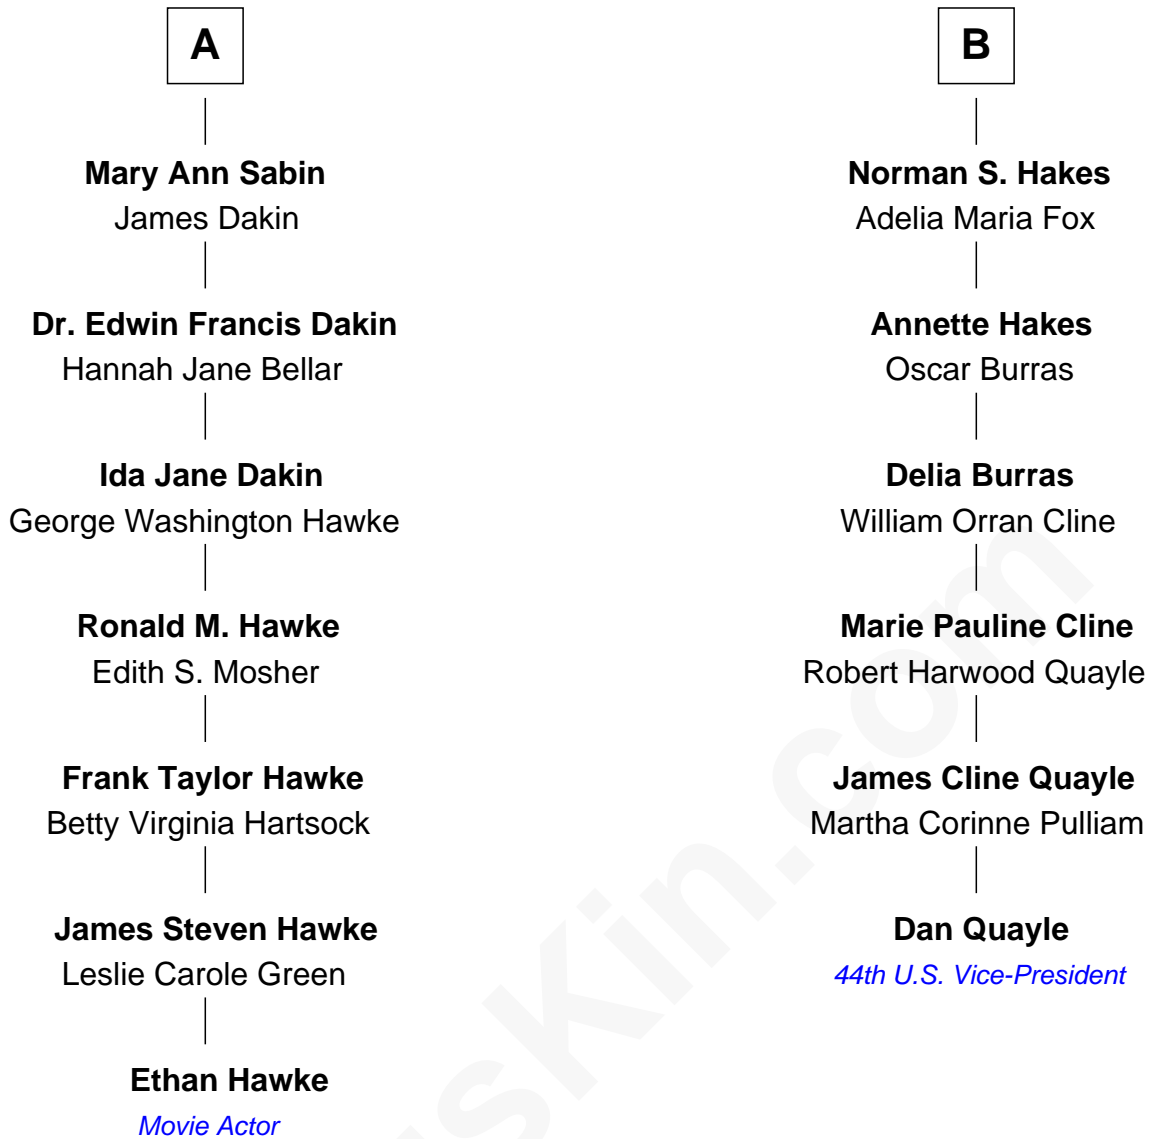 A
Mary Ann Sabin
James Dakin
Dr. Edwin Francis Dakin
Hannah Jane Bellar
Ida Jane Dakin
George Washington Hawke
Ronald M. Hawke
Edith S. Mosher
Frank Taylor Hawke
Betty Virginia Hartsock
James Steven Hawke
Leslie Carole Green
Ethan Hawke
Movie Actor
B
Norman S. Hakes
Adelia Maria Fox
Annette Hakes
Oscar Burras
Delia Burras
William Orran Cline
Marie Pauline Cline
Robert Harwood Quayle
James Cline Quayle
Martha Corinne Pulliam
Dan Quayle
44th U.S. Vice-President